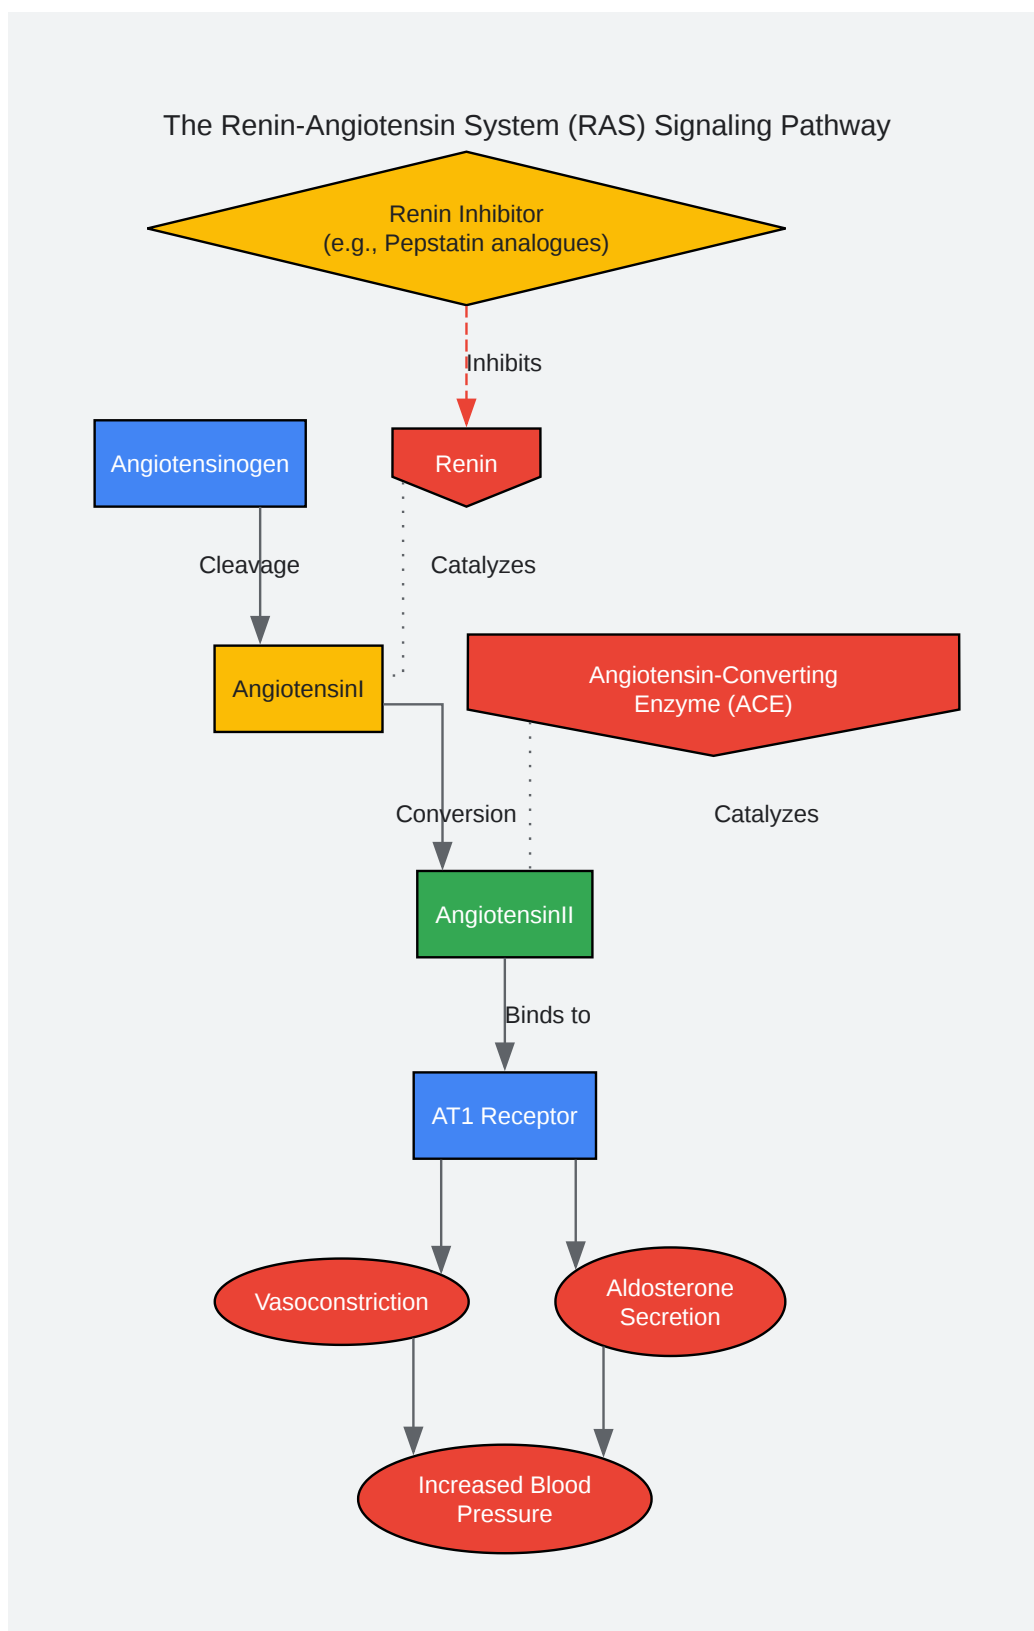 The Renin-Angiotensin System (RAS) Signaling Pathway
Renin Inhibitor
(e.g., Pepstatin analogues)
Inhibits
Angiotensinogen
Renin
Cleavage
Catalyzes
AngiotensinI
Angiotensin-Converting
Enzyme (ACE)
Conversion
Catalyzes
AngiotensinII
Binds to
AT1 Receptor
Vasoconstriction
Aldosterone
Secretion
Increased Blood
Pressure